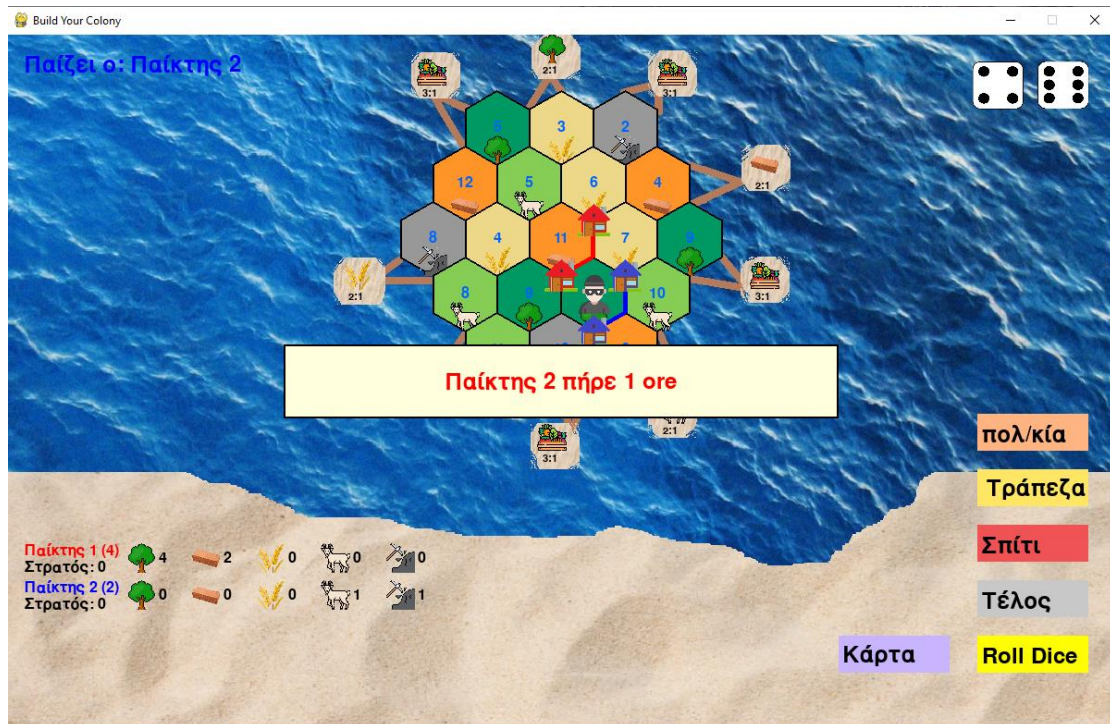 Build Your Colony
Παίζει ο: Παίκτης 2
2:1
3:1
3:1
3 2
12 5 6 4
2:1
8 4 11 7 9
2:1
8 9 10
3:1
Παίκτης 2 πήρε 1 ore
2:1
3:1
πολ/κία
Τράπεζα
Σπίτι
Τέλος
Κάρτα
Roll Dice
Παίκτης 1 (4) 4 2 0 0 0
Στρατός: 0
Παίκτης 2 (2) 0 0 0 1 1
Στρατός: 0